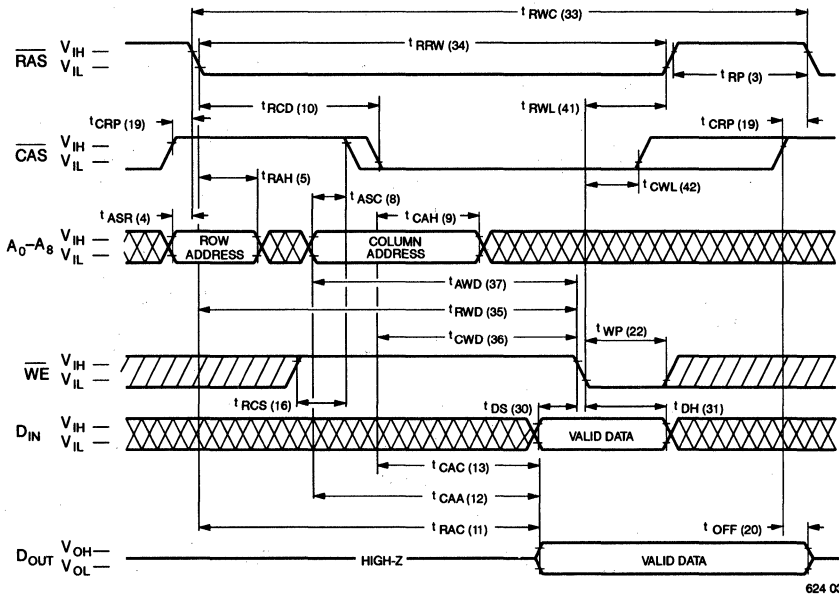 t RWC (33)
RAS V IH
V IL
t RRW (34)
t RP (3)
t RCD (10)
t RWL (41)
t CRP (19)
t CRP (19)
CAS V IH
V IL
t RAH (5)
t ASC (8)
t CWL (42)
t ASR (4)
t CAH (9)
A0–A8 V IH
V IL
ROW ADDRESS
COLUMN ADDRESS
t AWD (37)
t RWD (35)
t CWD (36)
t WP (22)
WE V IH
V IL
t RCS (16)
t DS (30)
t DH (31)
D IN V IH
V IL
VALID DATA
t CAC (13)
t CAA (12)
t RAC (11)
t OFF (20)
D OUT V OH
V OL
HIGH-Z
VALID DATA
624 03